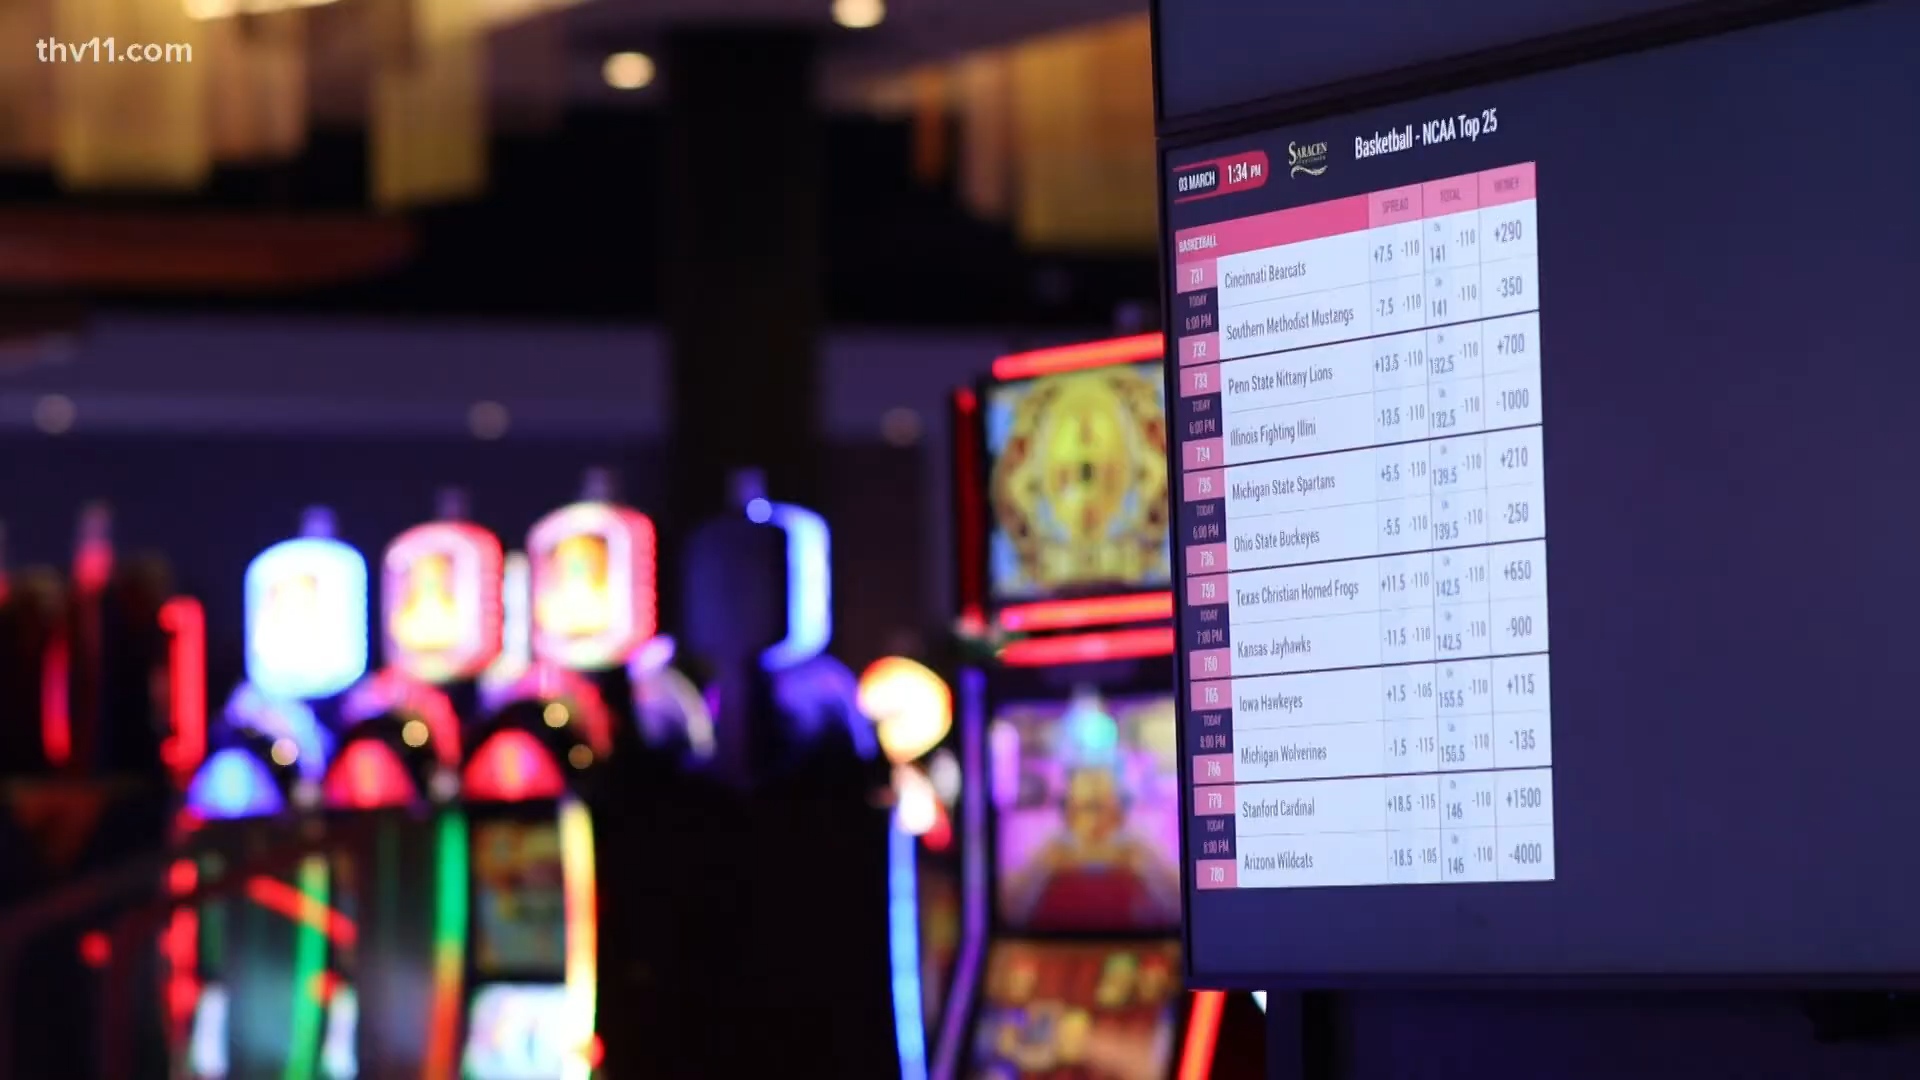 thv11.com
03 MARCH 1:34 PM SARACEN Basketball - NCAA Top 25
BASKETBALL SPREAD TOTAL MONEY
731 Cincinnati Bearcats +7.5 -110 141 -110 +290
TODAY 6:00 PM
732 Southern Methodist Mustangs -7.5 -110 141 -110 -350
733 Penn State Nittany Lions +13.5 -110 132.5 -110 +700
TODAY 6:00 PM
734 Illinois Fighting Illini -13.5 -110 132.5 -110 -1000
735 Michigan State Spartans +5.5 -110 139.5 -110 +210
TODAY 6:00 PM
736 Ohio State Buckeyes -5.5 -110 139.5 -110 -250
759 Texas Christian Horned Frogs +11.5 -110 142.5 -110 +650
TODAY 7:00 PM
760 Kansas Jayhawks -11.5 -110 142.5 -110 -900
765 Iowa Hawkeyes +1.5 -105 155.5 -110 +115
TODAY 8:00 PM
766 Michigan Wolverines -1.5 -115 155.5 -110 -135
779 Stanford Cardinal +18.5 -115 146 -110 +1500
TODAY 8:00 PM
780 Arizona Wildcats -18.5 -105 146 -110 -4000